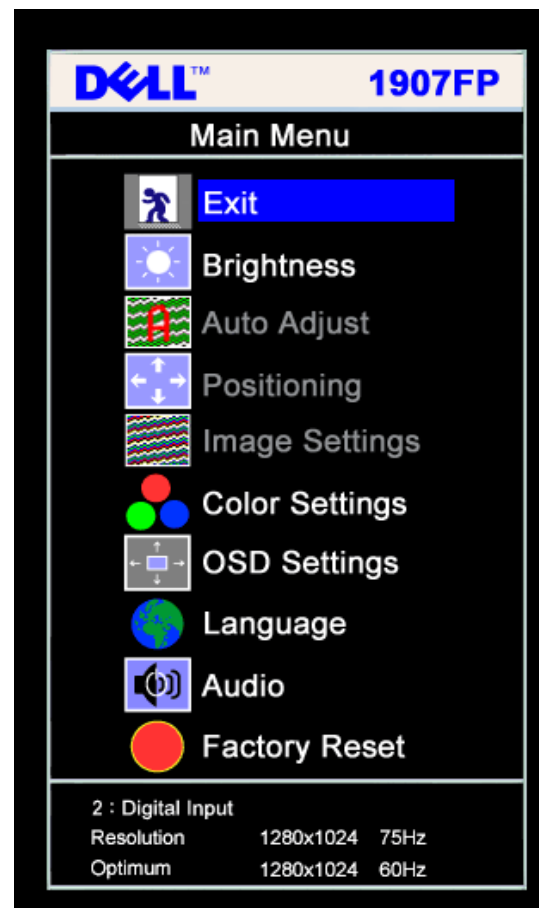 DELL™ 1907FP
Main Menu
Exit
Brightness
A
Auto Adjust
Positioning
Image Settings
Color Settings
OSD Settings
Language
Audio
Factory Reset
2 : Digital Input
Resolution 1280x1024 75Hz
Optimum 1280x1024 60Hz